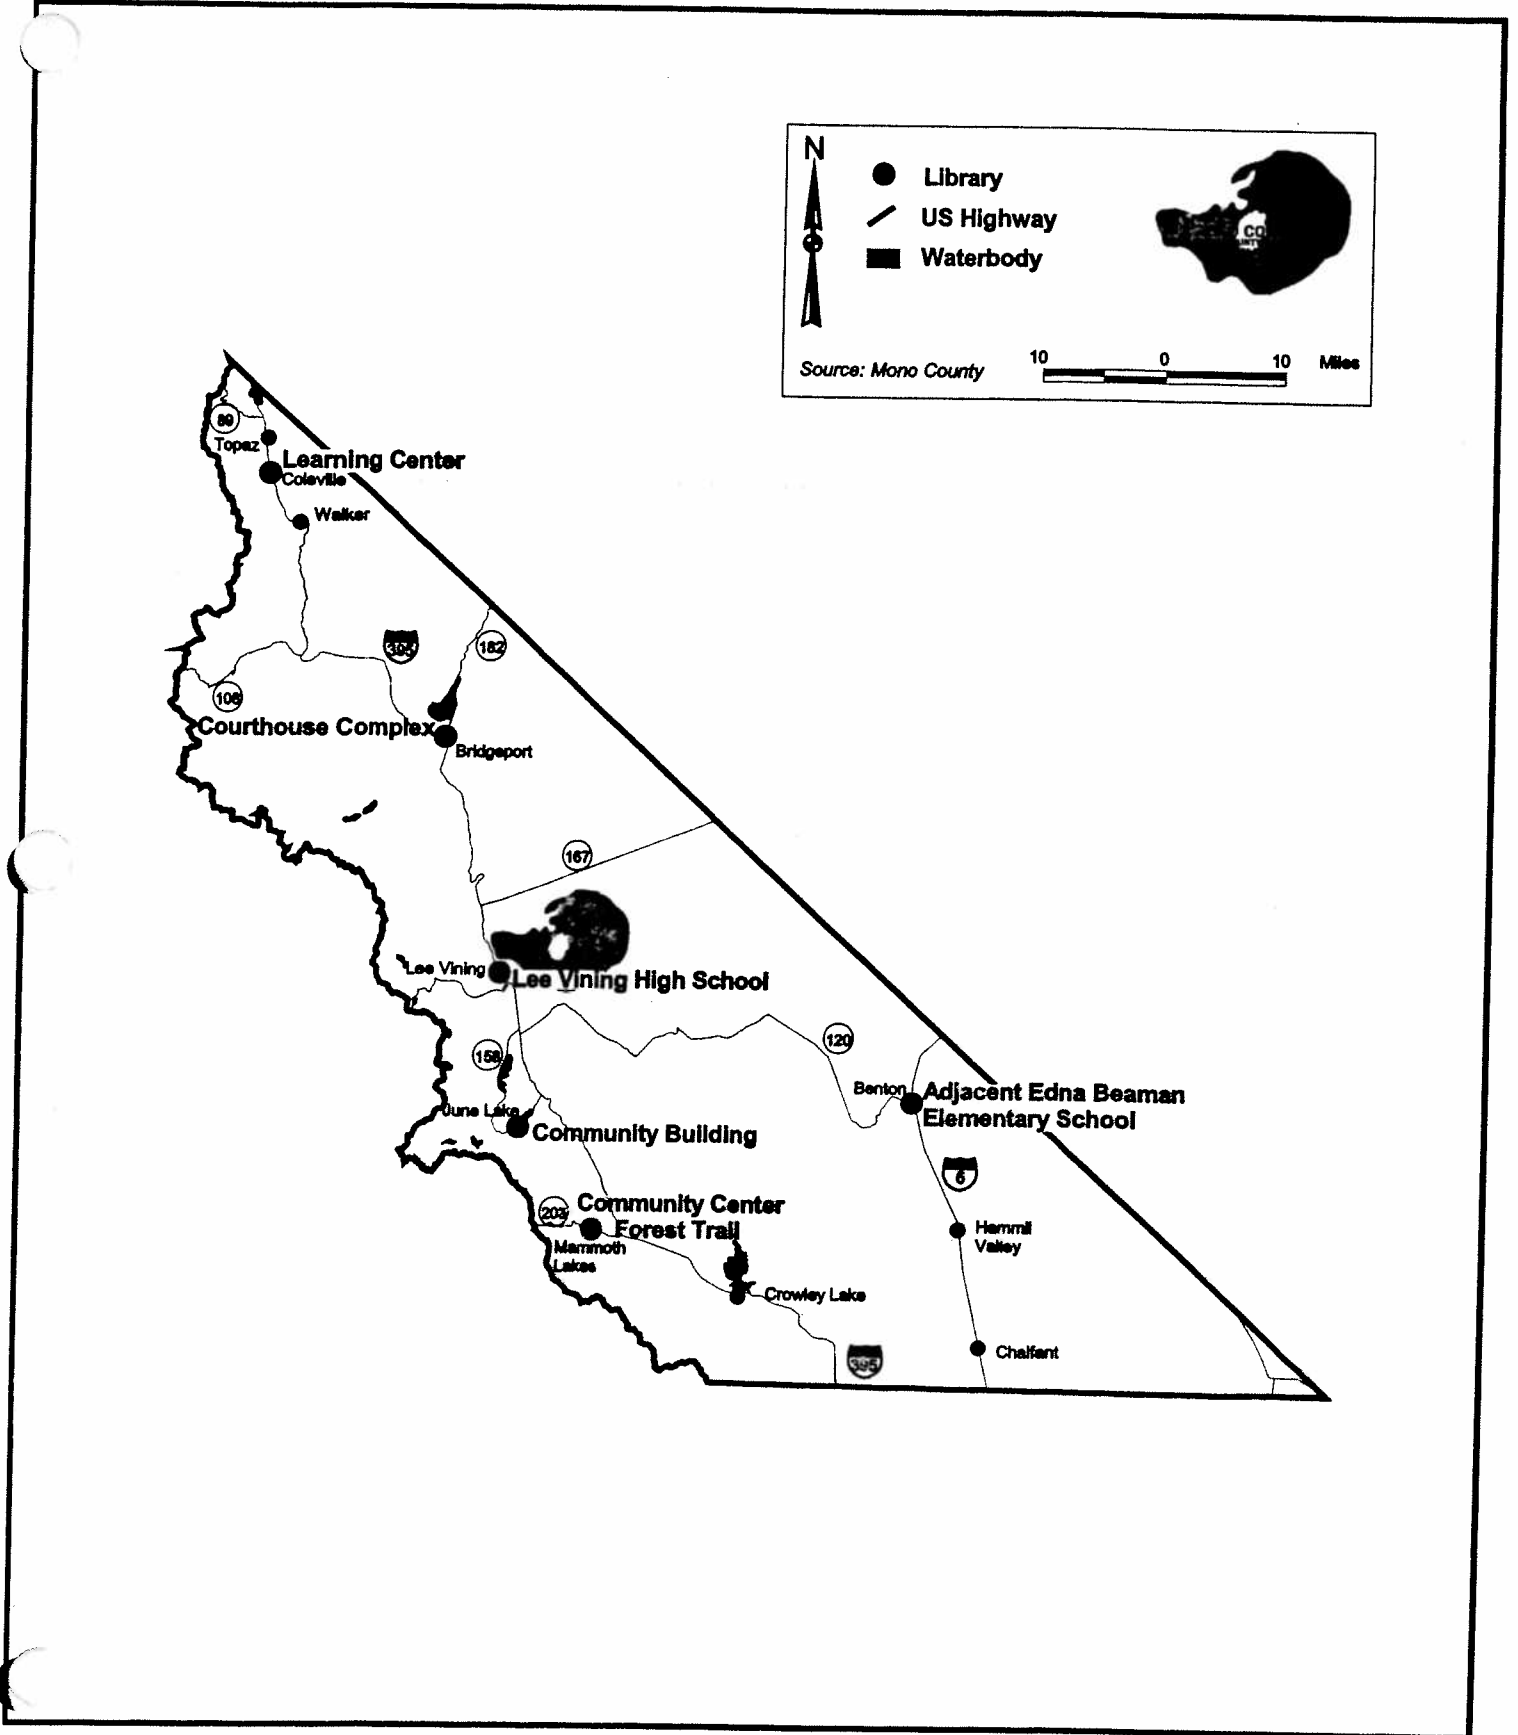 N
Library
US Highway
Waterbody
CO
Source: Mono County
10 0 10 Miles
89
Topaz
Learning Center
Coleville
Walker
395
182
108
Courthouse Complex
Bridgeport
167
Lee Vining
Lee Vining High School
158
120
Benton
Adjacent Edna Beaman
Elementary School
June Lake
Community Building
6
203
Community Center
Forest Trail
Mammoth
Lakes
Hammil
Valley
Crowley Lake
Chalfant
395